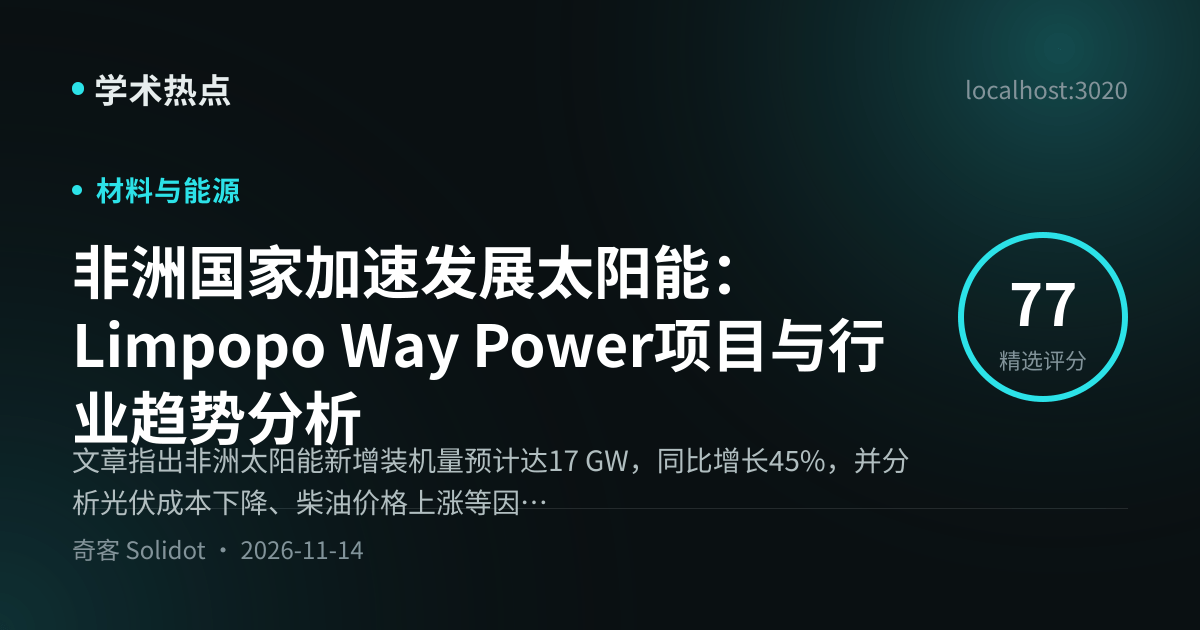 学术热点
localhost:3020
材料与能源
非洲国家加速发展太阳能：
Limpopo Way Power项目与行
业趋势分析
77
精选评分
文章指出非洲太阳能新增装机量预计达17 GW，同比增长45%，并分
析光伏成本下降、柴油价格上涨等因…
奇客 Solidot · 2026-11-14